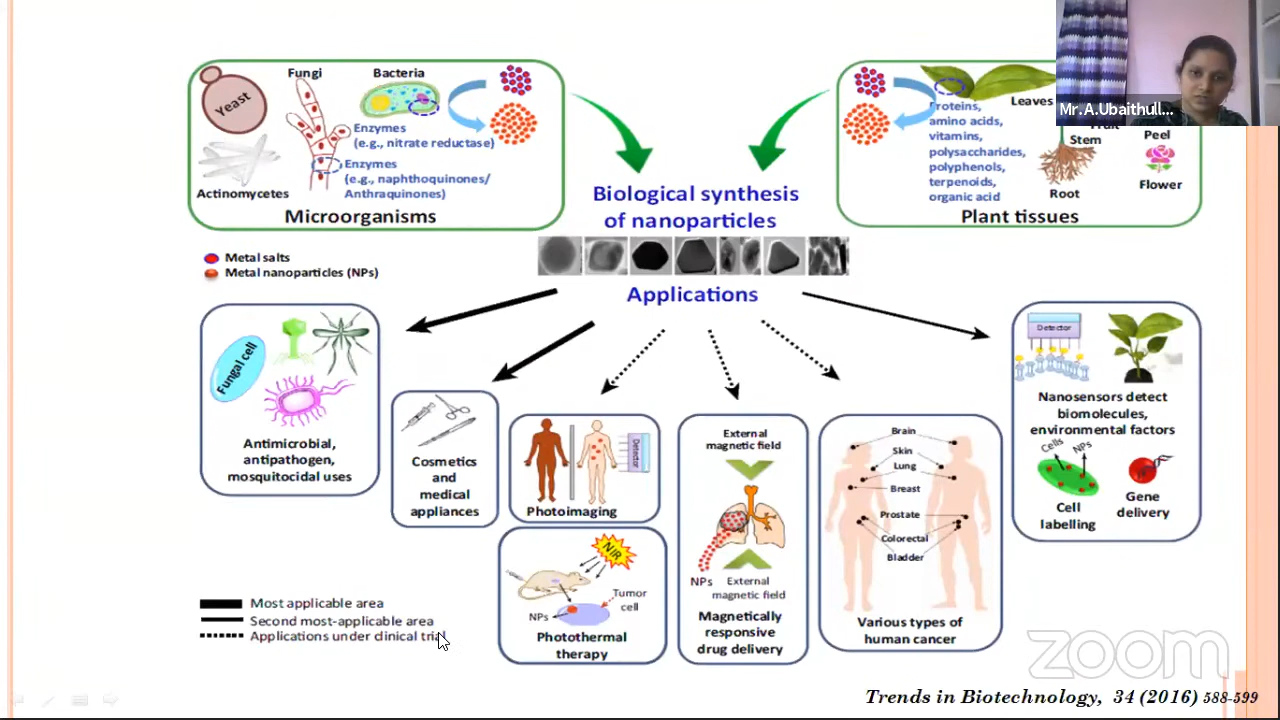 Yeast
Fungi
Bacteria
Enzymes
(e.g., nitrate reductase)
Enzymes
(e.g., naphthoquinones/
Anthraquinones)
Actinomycetes
Microorganisms
Leaves
Mr.A.Ubaithull...
Proteins,
amino acids,
vitamins,
polysaccharides,
polyphenols,
terpenoids,
organic acid
Fruit
Stem
Peel
Root
Flower
Plant tissues
Biological synthesis
of nanoparticles
Metal salts
Metal nanoparticles (NPs)
Applications
Fungal cell
Antimicrobial,
antipathogen,
mosquitocidal uses
Cosmetics
and
medical
appliances
Detector
Photoimaging
NIR
Tumor
cell
NPs
Photothermal
therapy
External
magnetic field
NPs
External
magnetic field
Magnetically
responsive
drug delivery
Brain
Skin
Lung
Breast
Prostate
Colorectal
Bladder
Various types of
human cancer
Detector
Nanosensors detect
biomolecules,
environmental factors
Cells
NPs
Cell
labelling
Gene
delivery
Most applicable area
Second most-applicable area
Applications under clinical trial
zoom
Trends in Biotechnology, 34 (2016) 588-599